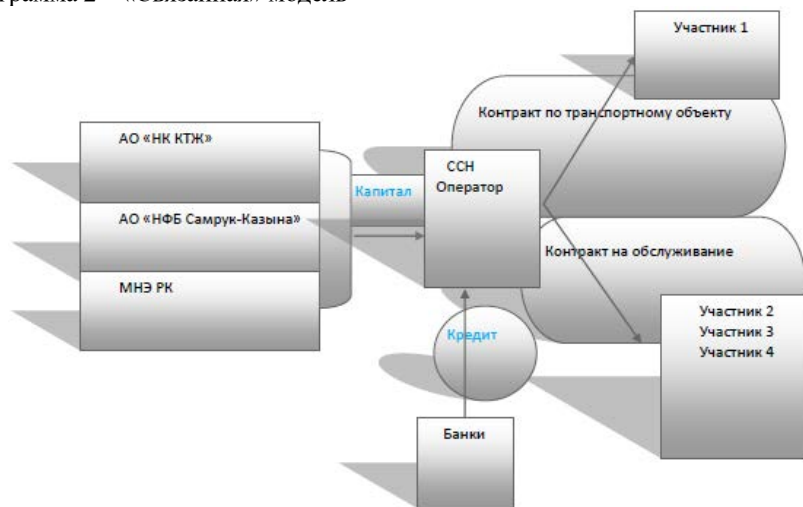 грамма 2 – «Связанная» модель
Участник 1
Контракт по транспортному объекту
АО «НК КТЖ»
ССН
Оператор
Капитал
АО «НФБ Самрук-Казына»
Контракт на обслуживание
МНЭ РК
Участник 2
Участник 3
Участник 4
Кредит
Банки